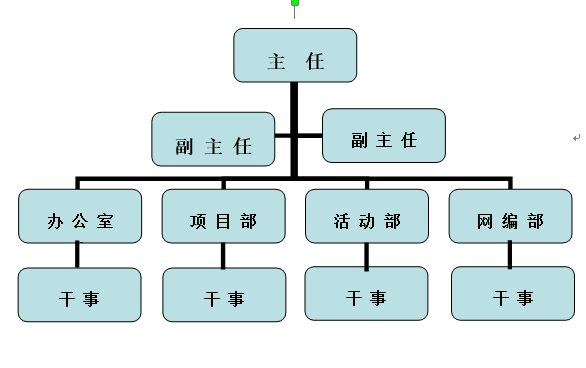 主 任
副 主 任
副 主 任
办 公 室
项 目 部
活 动 部
网 编 部
干 事
干 事
干 事
干 事